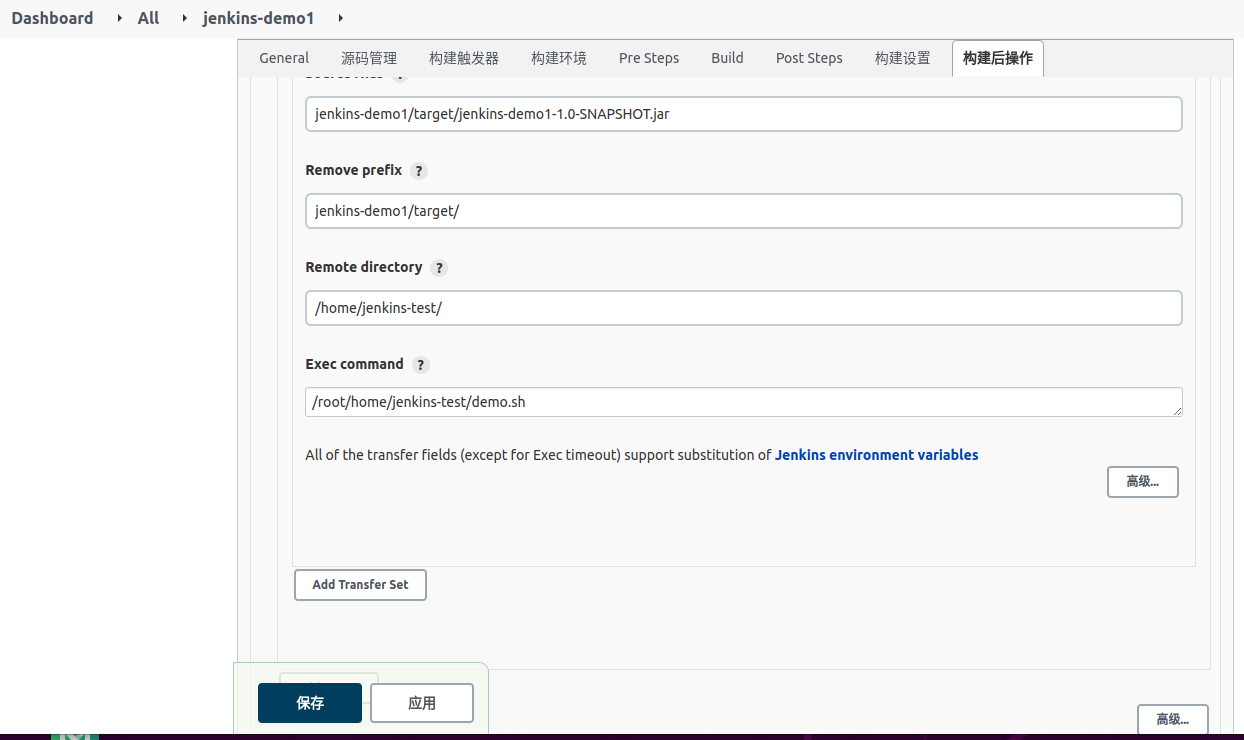 Dashboard All jenkins-demo1
General 源码管理 构建触发器 构建环境 Pre Steps Build Post Steps 构建设置 构建后操作
jenkins-demo1/target/jenkins-demo1-1.0-SNAPSHOT.jar
Remove prefix ?
jenkins-demo1/target/
Remote directory ?
/home/jenkins-test/
Exec command ?
/root/home/jenkins-test/demo.sh
All of the transfer fields (except for Exec timeout) support substitution of Jenkins environment variables
高级...
Add Transfer Set
保存 应用
高级...